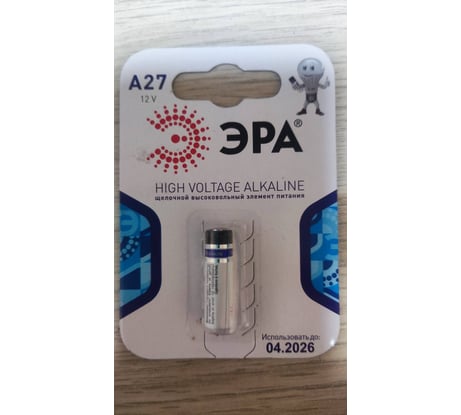 A27
12 V
ЭРА®
HIGH VOLTAGE ALKALINE
щелочной высоковольтный элемент питания
Использовать до:
04.2026